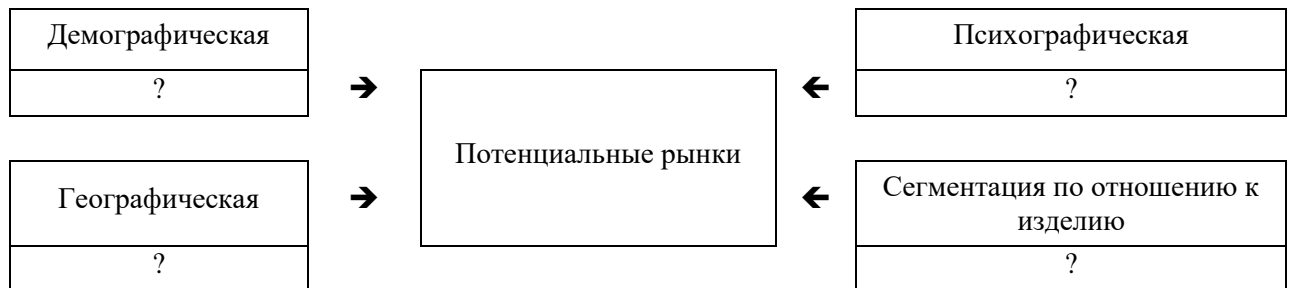 Демографическая
?
Географическая
?
Потенциальные рынки
Психографическая
?
Сегментация по отношению к
изделию
?